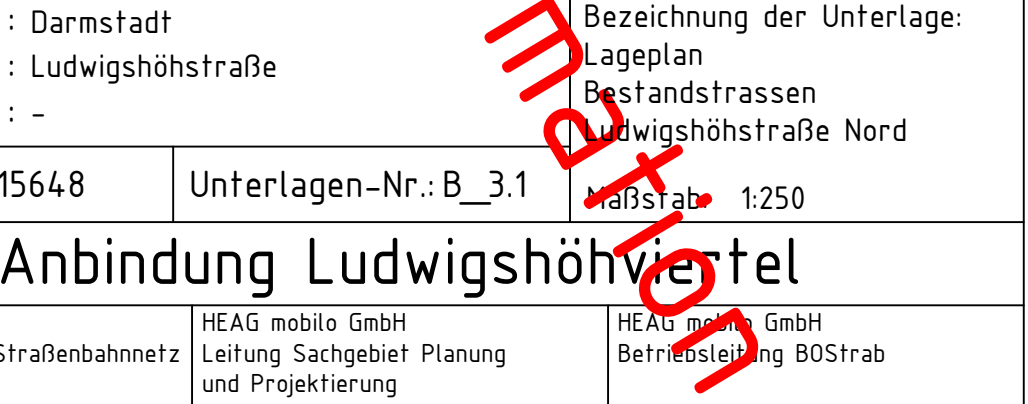 : Darmstadt
: Ludwigshöhstraße
: -
Bezeichnung der Unterlage:
Lageplan
Bestandstrassen
Ludwigshöhstraße Nord
Maßstab: 1:250
15648
Unterlagen-Nr.: B__3.1
Anbindung Ludwigshöhviertel
Straßenbahnnetz
HEAG mobilo GmbH
Leitung Sachgebiet Planung
und Projektierung
HEAG mobilo GmbH
Betriebsleitung BOStrab
mation